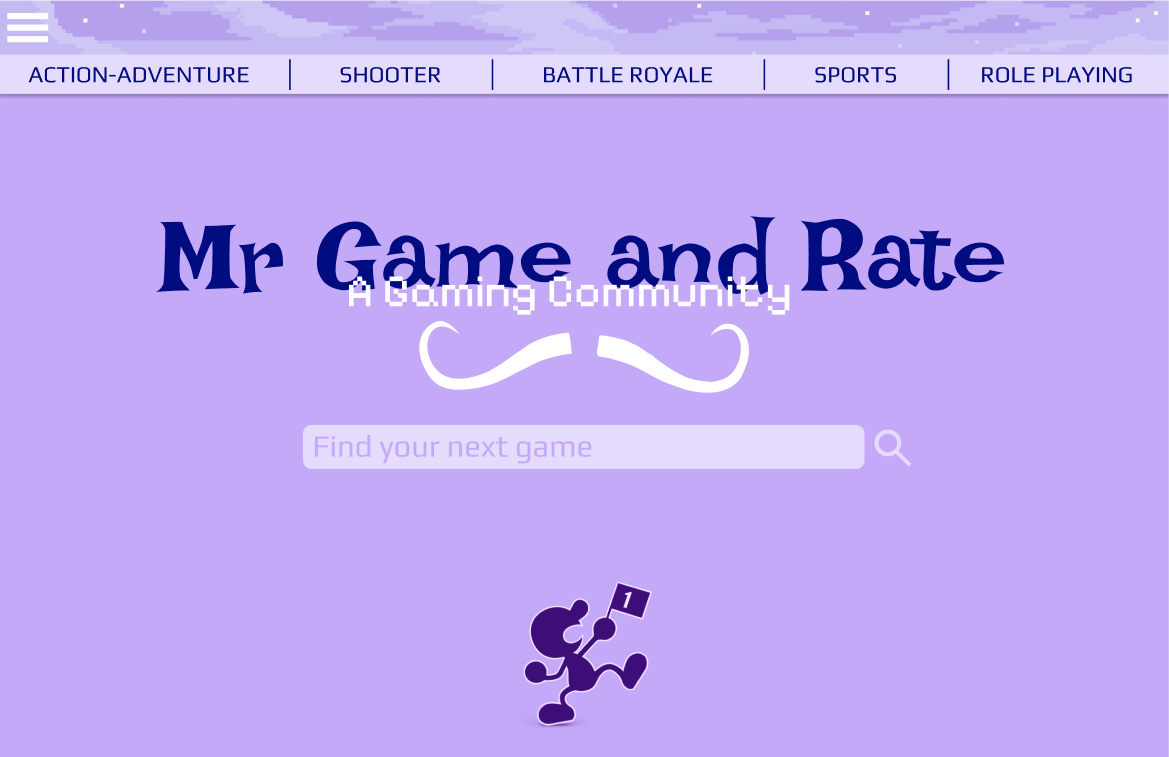 ACTION-ADVENTURE
SHOOTER
BATTLE ROYALE
SPORTS
ROLE PLAYING
Mr Game and Rate
A Gaming Community
Find your next game
1